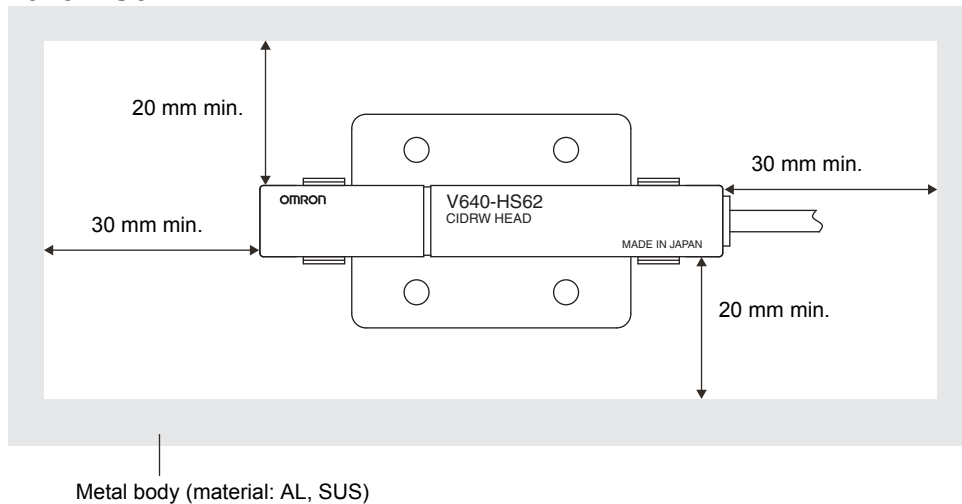 20 mm min.
30 mm min.
OMRON
V640-HS62
CIDRW HEAD
30 mm min.
MADE IN JAPAN
20 mm min.
Metal body (material: AL, SUS)